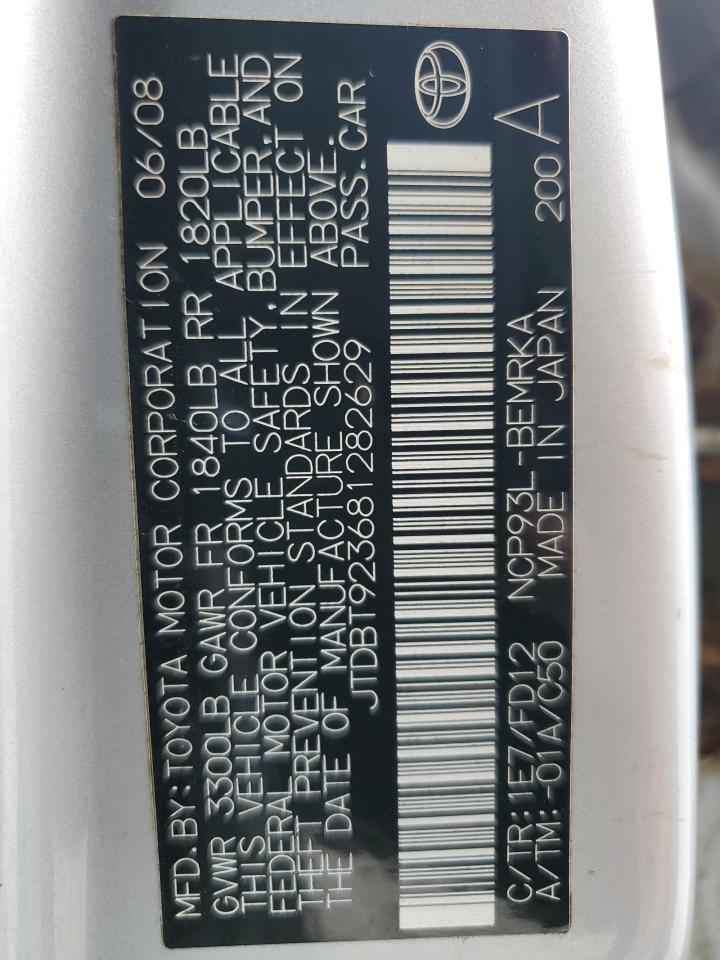 MFD.BY:TOYOTA MOTOR CORPORATION 06/08
GVWR 3300LB GAWR FR 1840LB RR 1820LB
THIS VEHICLE CONFORMS TO ALL APPLICABLE
FEDERAL MOTOR VEHICLE SAFETY,BUMPER,AND
THEFT PREVENTION STANDARDS IN EFFECT ON
THE DATE OF MANUFACTURE SHOWN ABOVE.
JTDBT923681282629 PASS.CAR
C/TR:1E7/FD12 NCP93L-BEMRKA 200A
A/TM:-01A/C50 MADE IN JAPAN